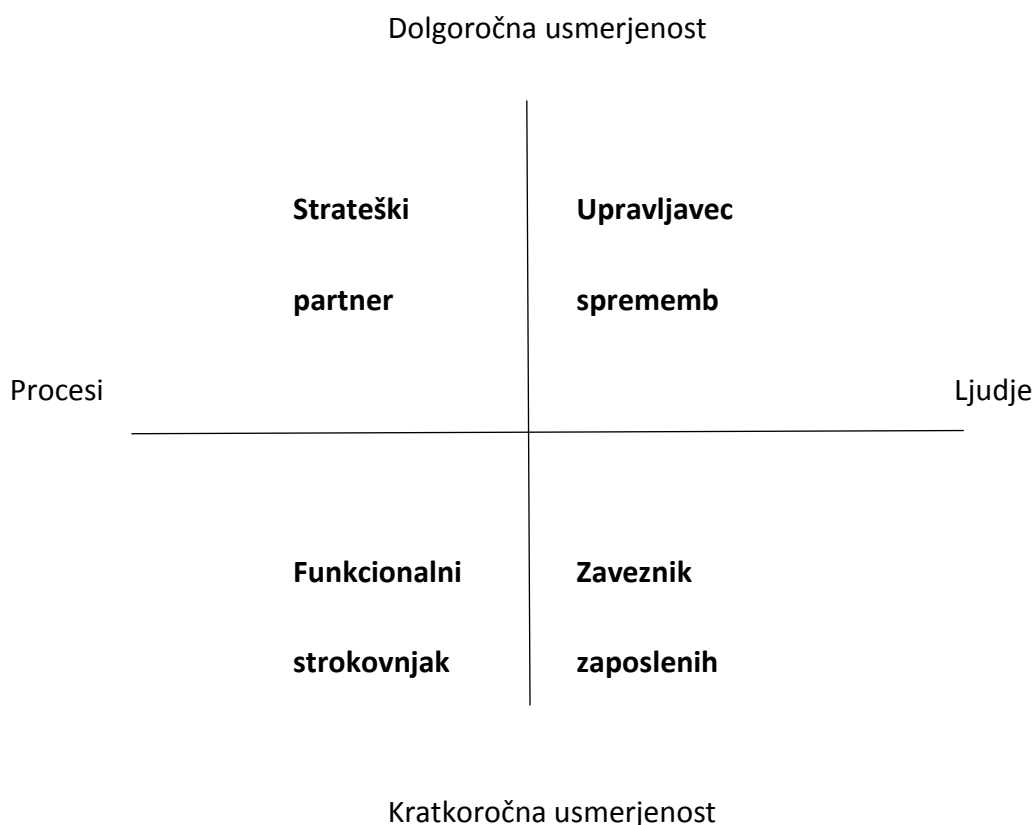 Dolgoročna usmerjenost
Strateški
partner
Upravljavec
sprememb
Procesi
Ljudje
Funkcionalni
strokovnjak
Zaveznik
zaposlenih
Kratkoročna usmerjenost